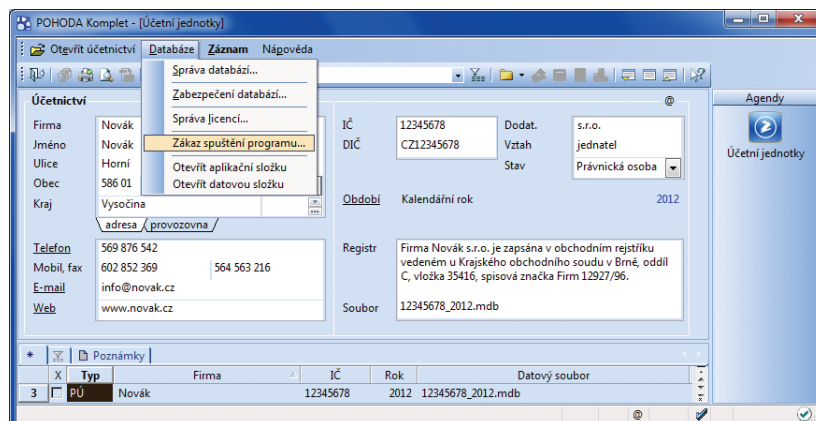 POHODA Komplet - [Účetní jednotky]
Otevřít účetnictví Databáze Záznam Nápověda
Správa databází...
Zabezpečení databází...
Správa licencí...
Zákaz spuštění programu...
Otevřít aplikační složku
Otevřít datovou složku
Účetnictví @
Firma Novák
Jméno Novák
Ulice Horní
Obec 586 01
Kraj Vysočina
adresa provozovna
IČ 12345678 Dodat. s.r.o.
DIČ CZ12345678 Vztah jednatel
Stav Právnická osoba
Období Kalendářní rok 2012
Telefon 569 876 542
Mobil, fax 602 852 369 564 563 216
E-mail info@novak.cz
Web www.novak.cz
Registr Firma Novák s.r.o. je zapsána v obchodním rejstříku
vedeném u Krajského obchodního soudu v Brně, oddíl
C, vložka 35416, spisová značka Firm 12927/96.
Soubor 12345678_2012.mdb
Agendy
Účetní jednotky
* Poznámky
X Typ Firma IČ Rok Datový soubor
3 PÚ Novák 12345678 2012 12345678_2012.mdb
@